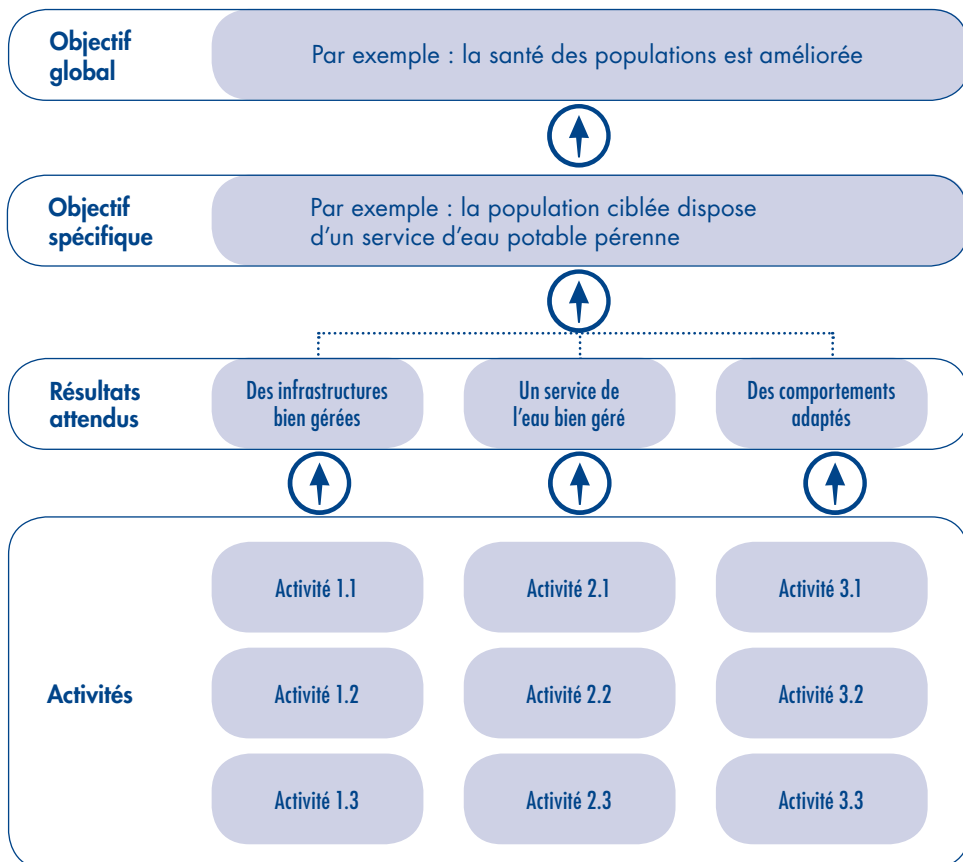 Objectif
global
Par exemple : la santé des populations est améliorée
Objectif
spécifique
Par exemple : la population ciblée dispose
d'un service d'eau potable pérenne
Résultats
attendus
Des infrastructures
bien gérées
Un service de
l'eau bien géré
Des comportements
adaptés
Activités
Activité 1.1
Activité 2.1
Activité 3.1
Activité 1.2
Activité 2.2
Activité 3.2
Activité 1.3
Activité 2.3
Activité 3.3